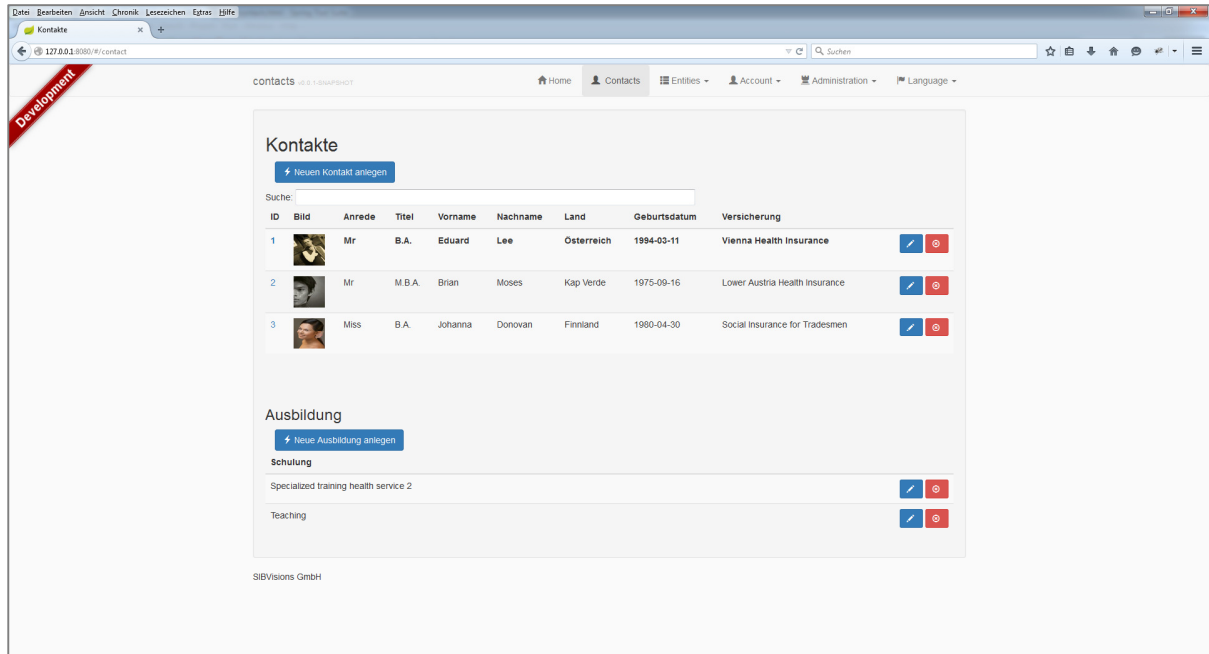 Datei Bearbeiten Ansicht Chronik Lesezeichen Extras Hilfe
Kontakte × +
127.0.0.1:8080/#/contact Suchen
Development
contacts v0.0.1-SNAPSHOT Home Contacts Entities Account Administration Language
Kontakte
Neuen Kontakt anlegen
Suche:
ID Bild Anrede Titel Vorname Nachname Land Geburtsdatum Versicherung
1 Mr B.A. Eduard Lee Österreich 1994-03-11 Vienna Health Insurance
2 Mr M.B.A. Brian Moses Kap Verde 1975-09-16 Lower Austria Health Insurance
3 Miss B.A. Johanna Donovan Finnland 1980-04-30 Social Insurance for Tradesmen
Ausbildung
Neue Ausbildung anlegen
Schulung
Specialized training health service 2
Teaching
SIBVisions GmbH